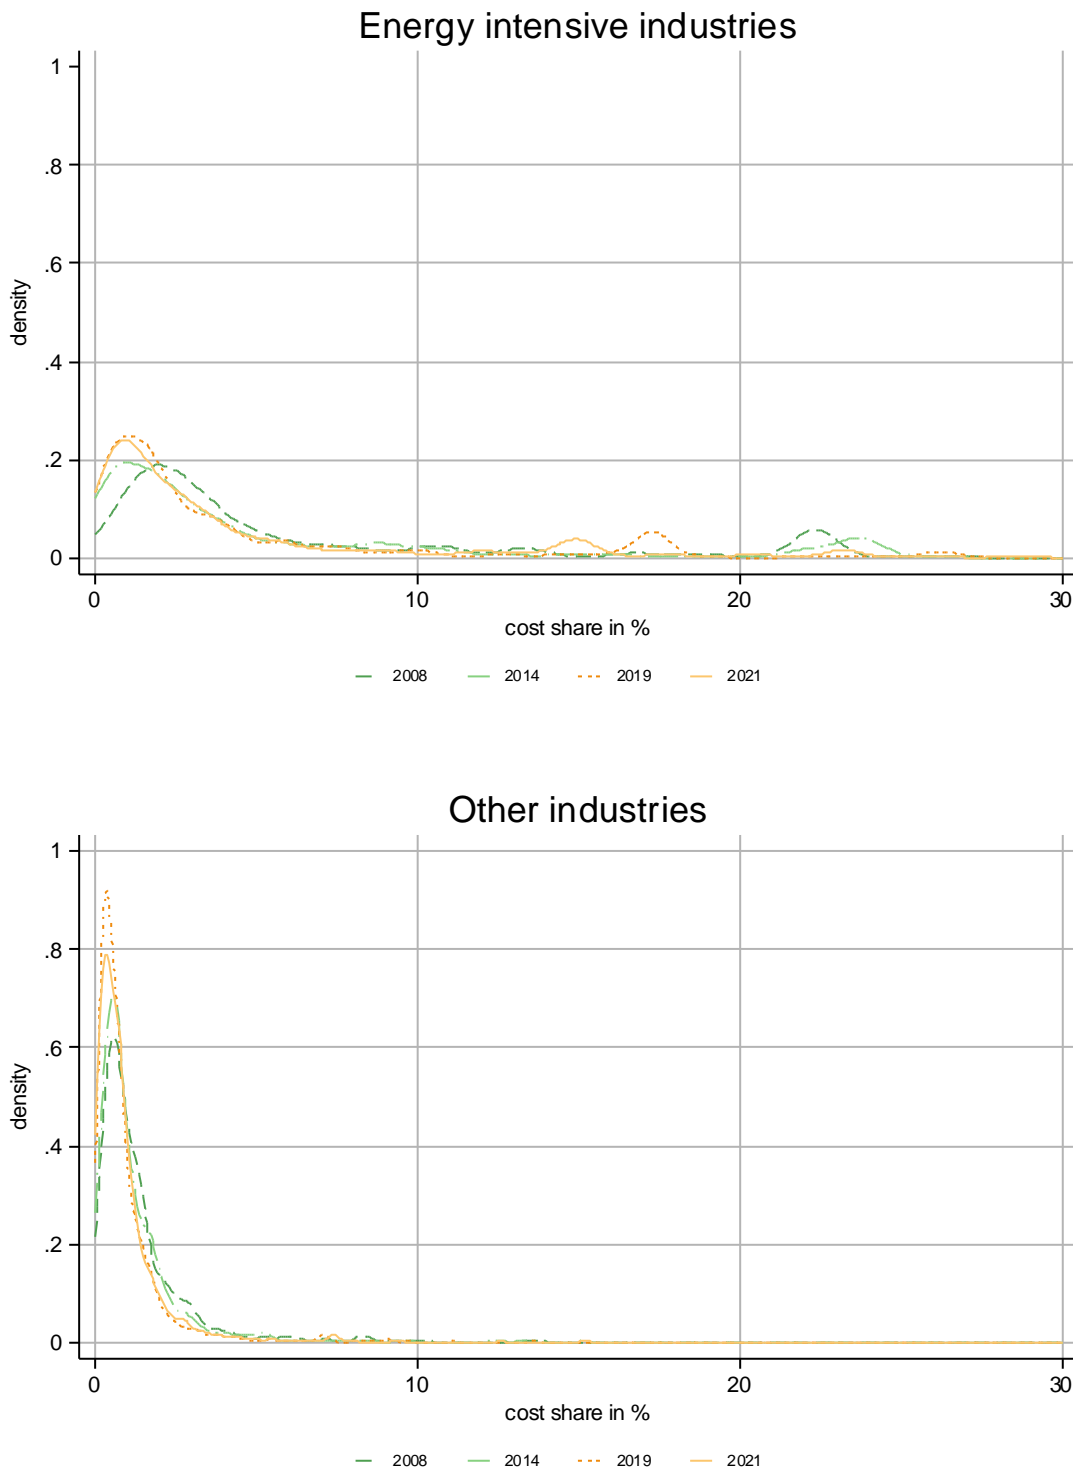 Energy intensive industries
1
.8
.6
.4
.2
0
density
0 10 20 30
cost share in %
2008 2014 2019 2021
Other industries
1
.8
.6
.4
.2
0
density
0 10 20 30
cost share in %
2008 2014 2019 2021